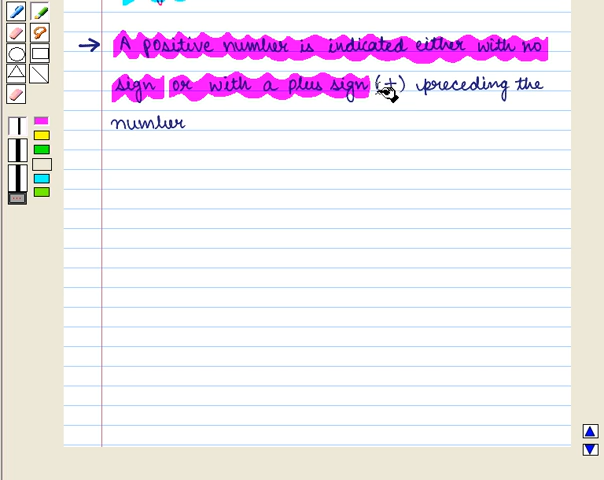 → A positive number is indicated either with no
sign or with a plus sign (+) preceding the
number